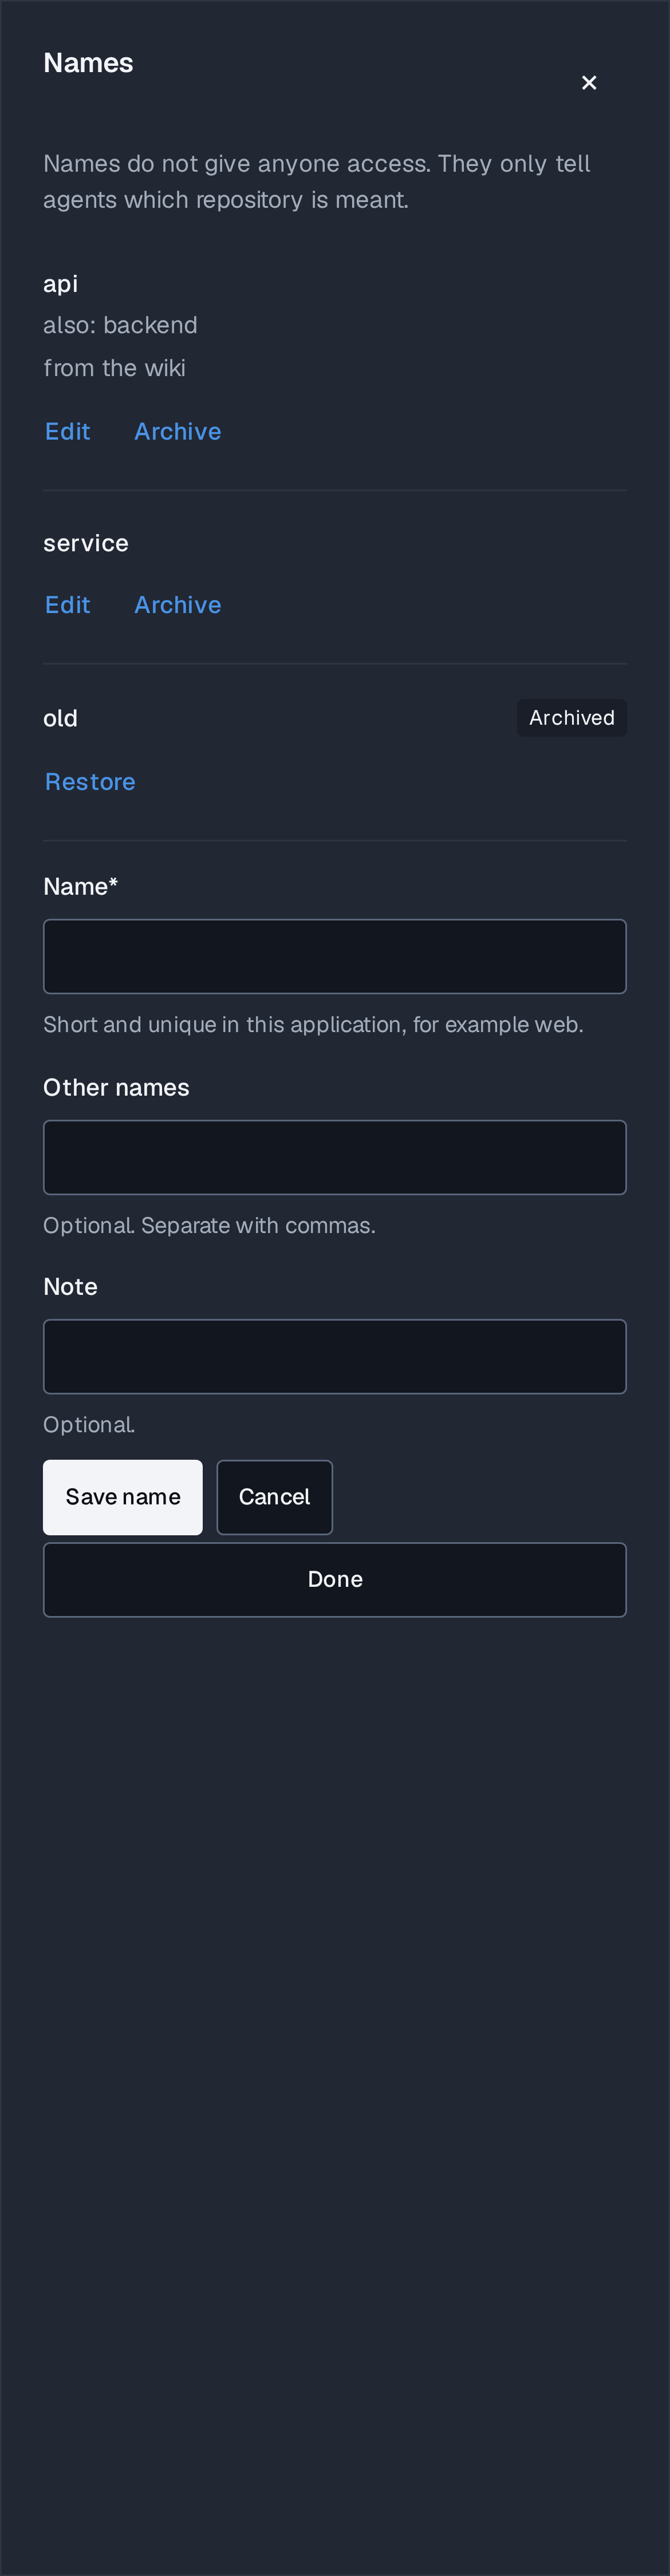 Names
×
Names do not give anyone access. They only tell
agents which repository is meant.
api
also: backend
from the wiki
Edit Archive
service
Edit Archive
old Archived
Restore
Name*
Short and unique in this application, for example web.
Other names
Optional. Separate with commas.
Note
Optional.
Save name Cancel
Done